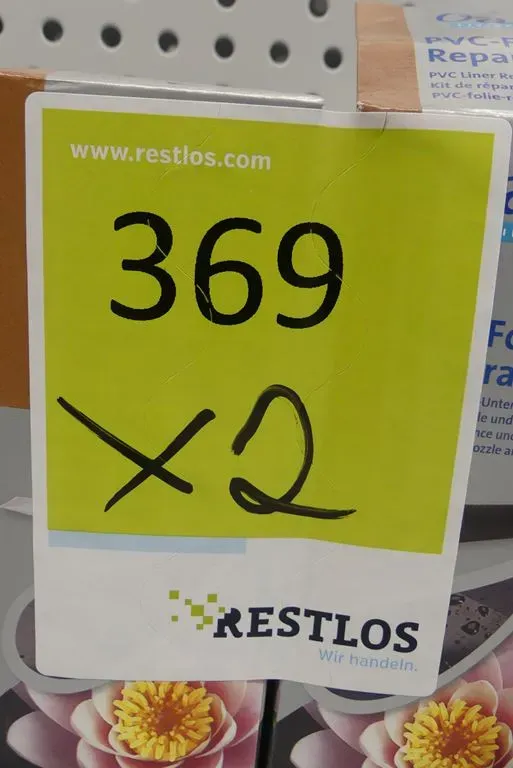 www.restlos.com
369
X2
RESTLOS
Wir handeln.
PVC-F
Repa
PVC Liner Re
Kit de répar
PVC-folie-r
Fo
ra
-Unter
le und
nce und
ozzle a